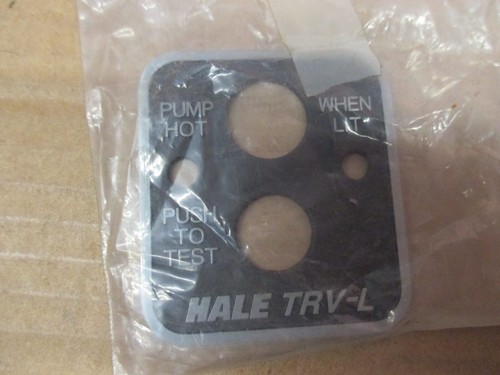 PUMP HOT
WHEN LIT
PUSH TO TEST
HALE TRV-L